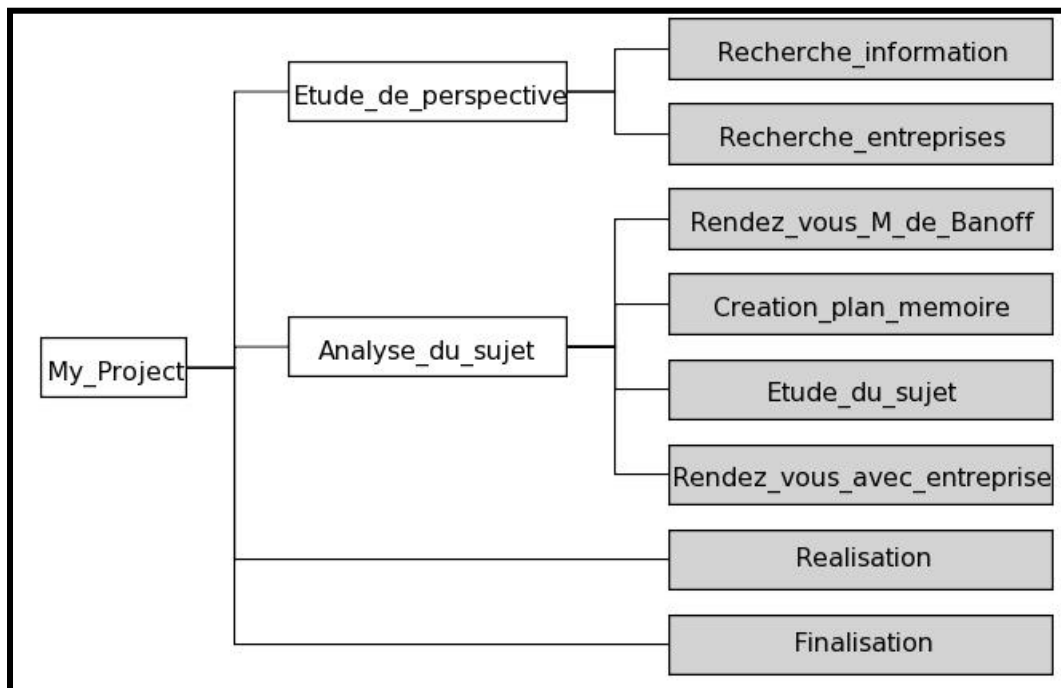 Recherche_information
Etude_de_perspective
Recherche_entreprises
Rendez_vous_M_de_Banoff
Creation_plan_memoire
Analyse_du_sujet
My_Project
Etude_du_sujet
Rendez_vous_avec_entreprise
Realisation
Finalisation